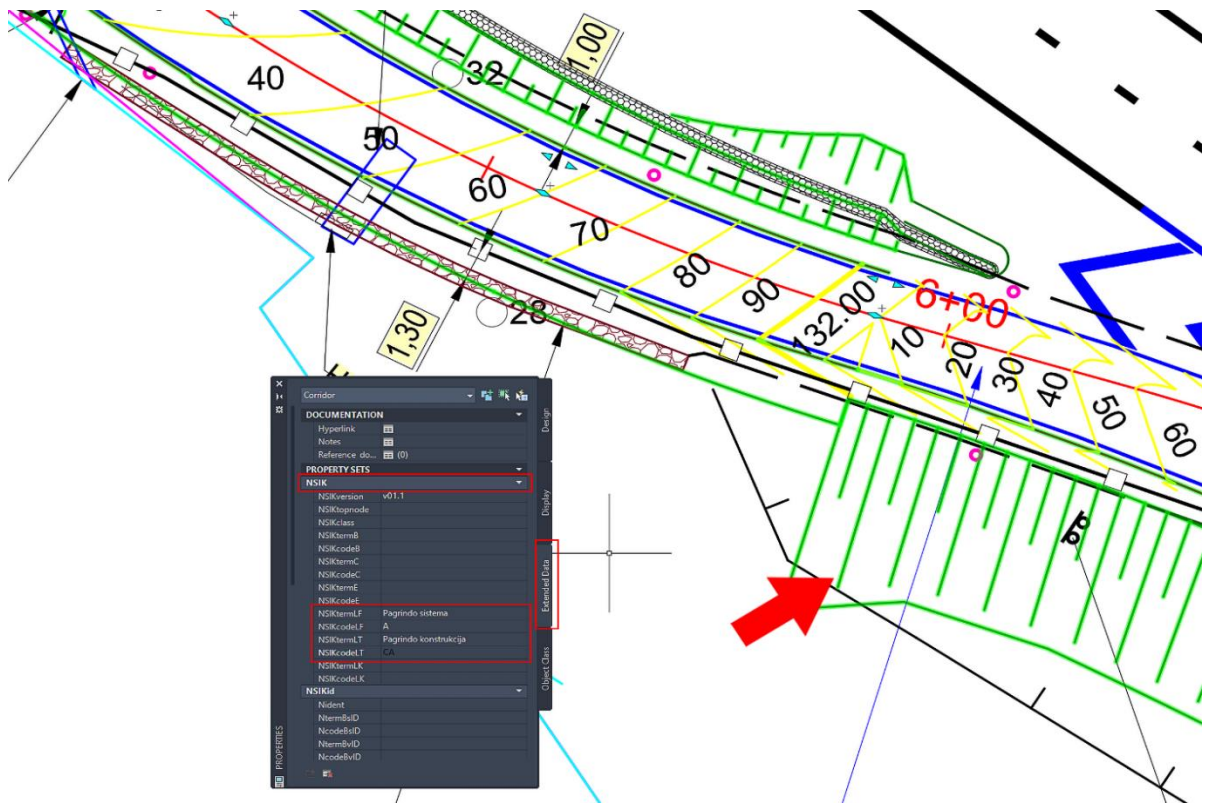 40
32
1,00
50
60
70
80
90
132.00
6+00
10
20
30
40
50
60
28
1,30
Corridor
DOCUMENTATION
Hyperlink
Notes
Reference do... (0)
PROPERTY SETS
NSIK
NSIKversion v01.1
NSIKtopnode
NSIKclass
NSIKtermB
NSIKcodeB
NSIKtermC
NSIKcodeC
NSIKtermE
NSIKcodeE
NSIKtermLF Pagrindo sistema
NSIKcodeLF A
NSIKtermLT Pagrindo konstrukcija
NSIKcodeLT CA
NSIKtermLK
NSIKcodeLK
NSIKid
Nident
NtermBsID
NcodeBsID
NtermBvID
NcodeBvID
Design
Display
Extended Data
Object Class
PROPERTIES